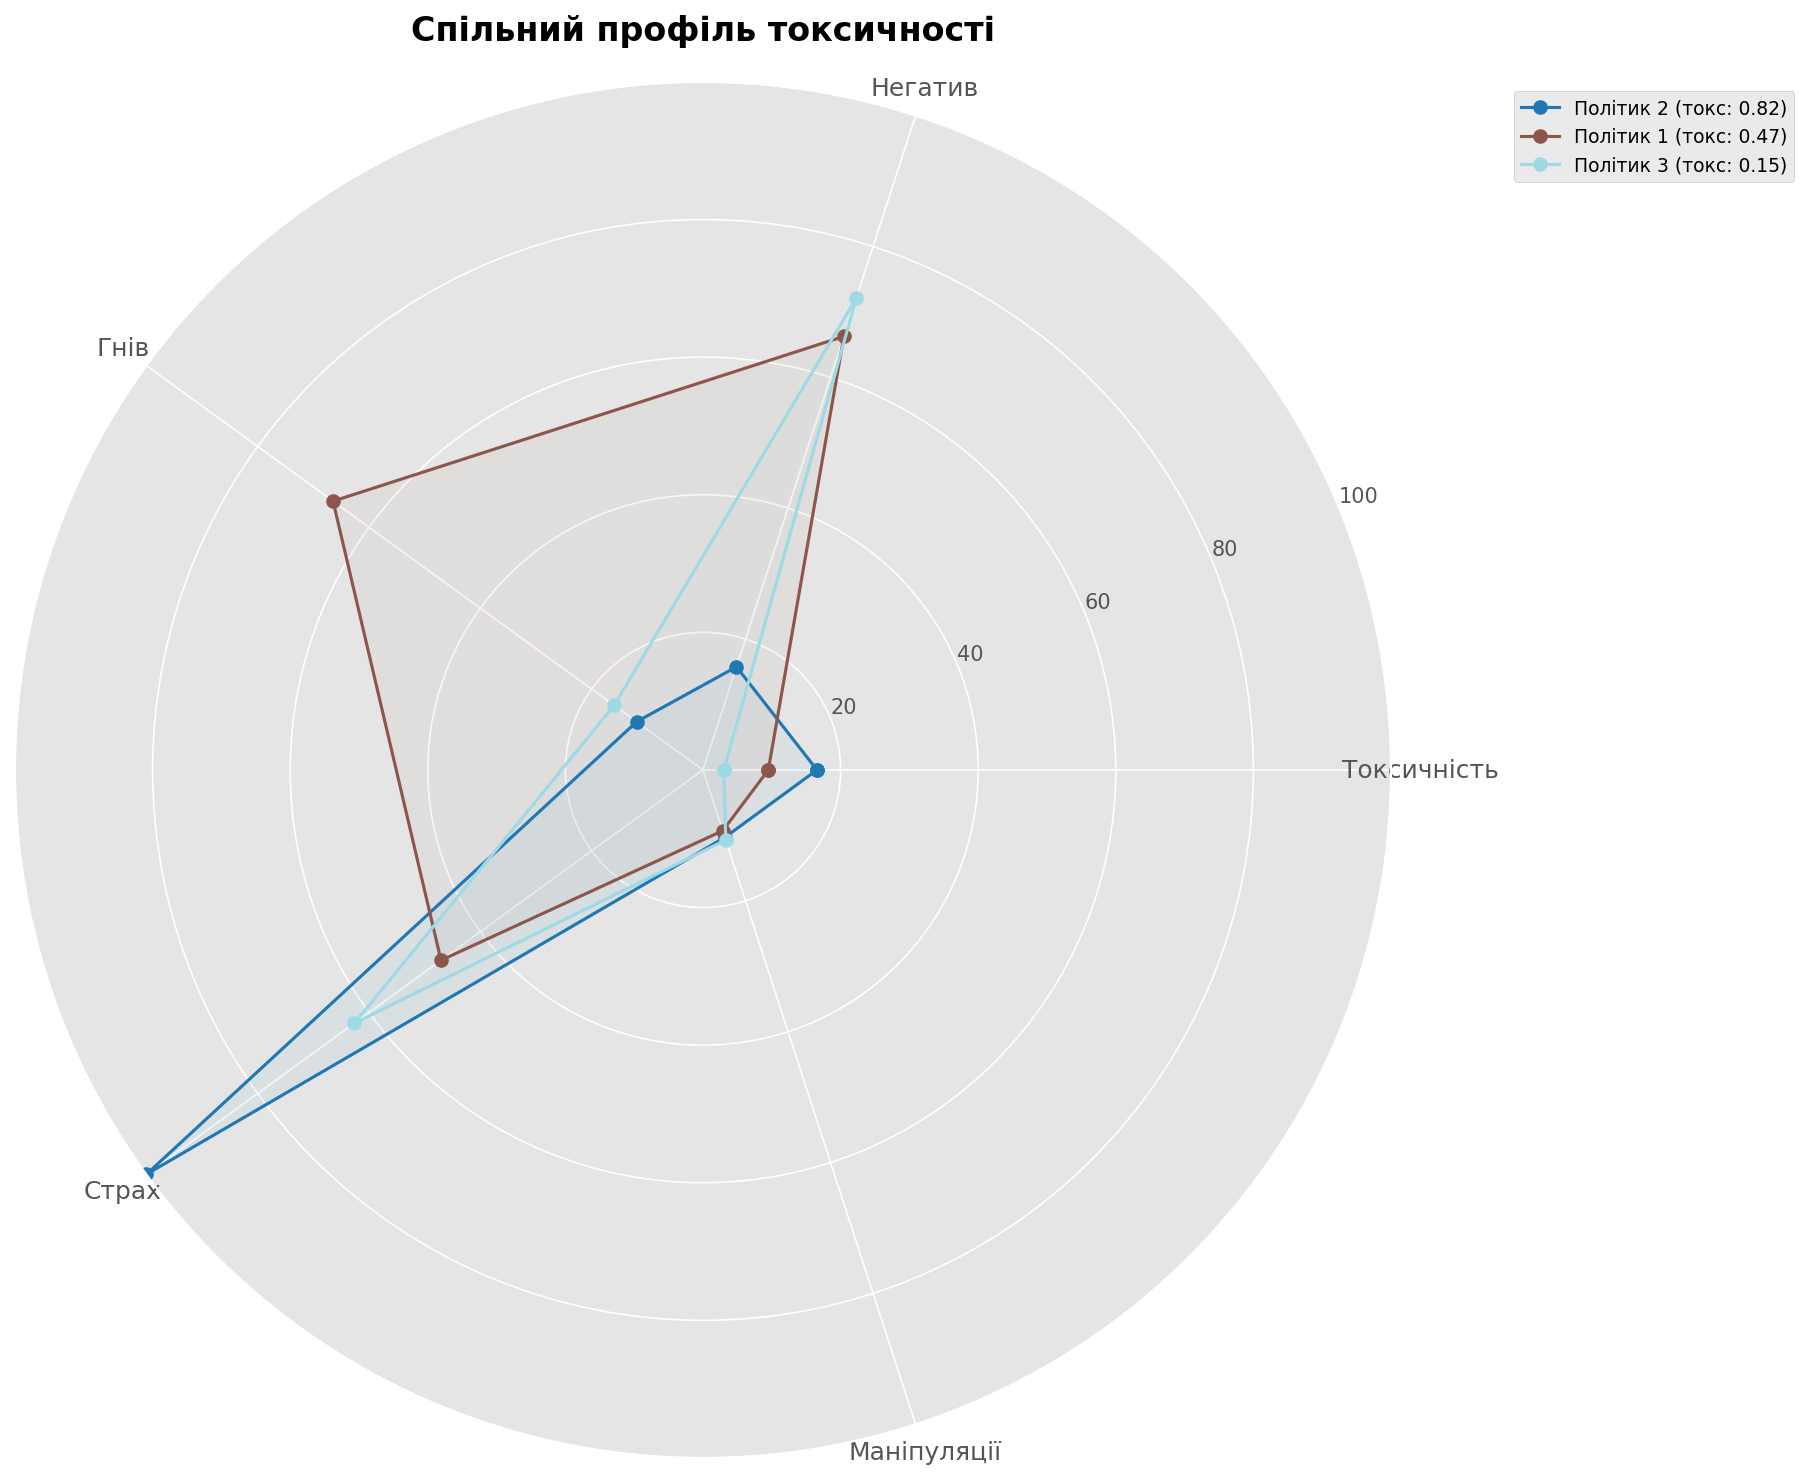 Спільний профіль токсичності
Негатив
Політик 2 (токс: 0.82)
Політик 1 (токс: 0.47)
Політик 3 (токс: 0.15)
Гнів
100
80
60
40
20
Токсичність
Страх
Маніпуляції